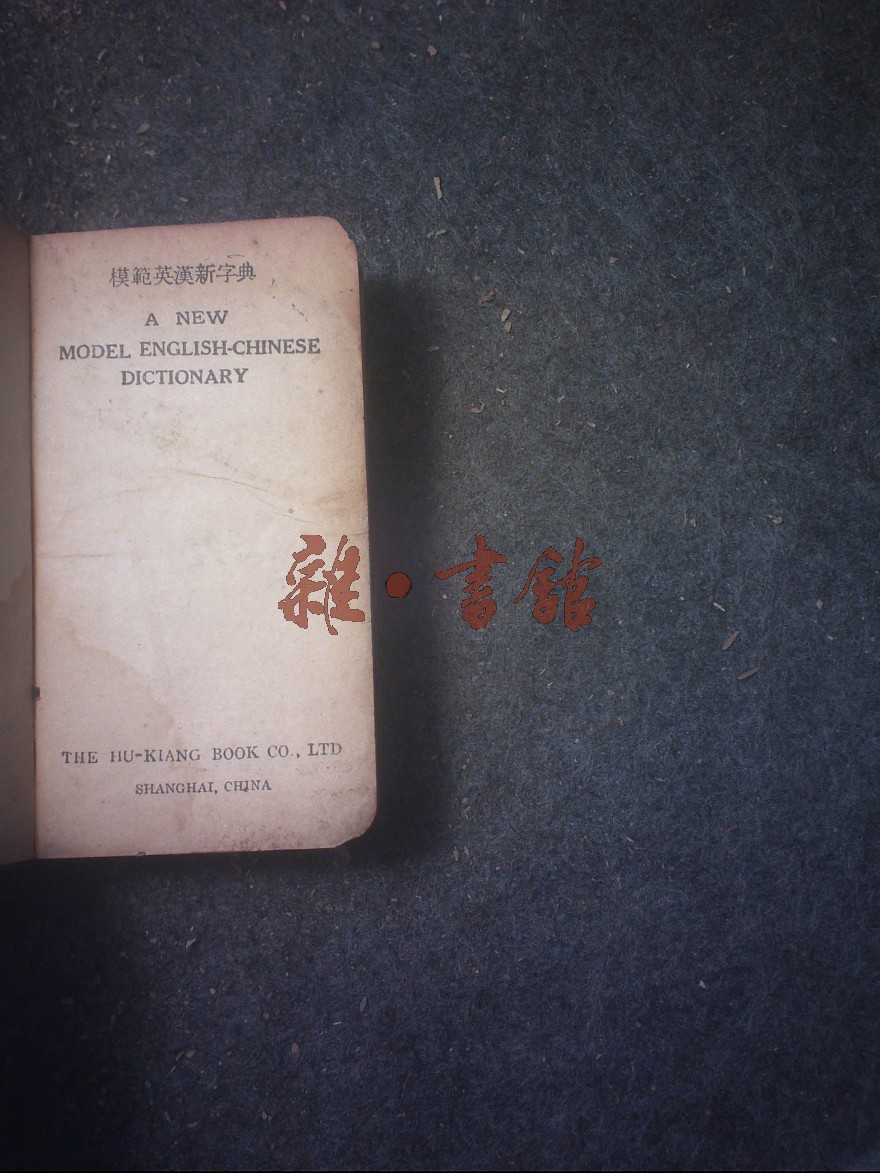 模範英漢新字典
A NEW
MODEL ENGLISH-CHINESE
DICTIONARY
雜·書館
THE HU-KIANG BOOK CO., LTD
SHANGHAI, CHINA